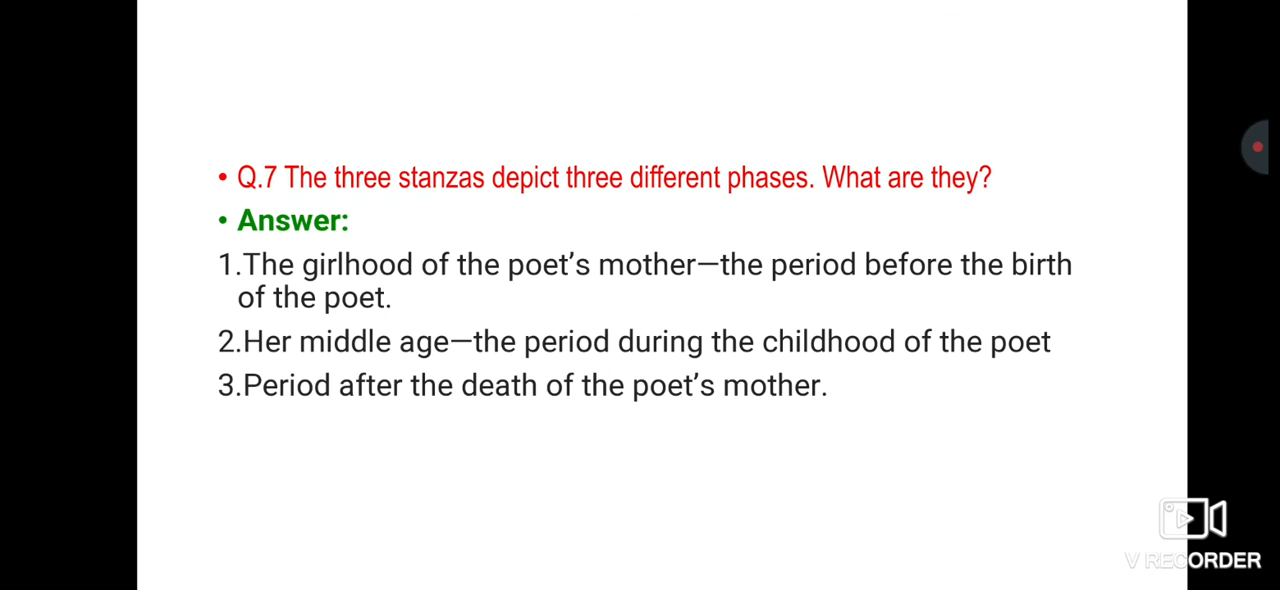 • Q.7 The three stanzas depict three different phases. What are they?
• Answer:
1.The girlhood of the poet’s mother—the period before the birth
of the poet.
2.Her middle age—the period during the childhood of the poet
3.Period after the death of the poet’s mother.
V RECORDER